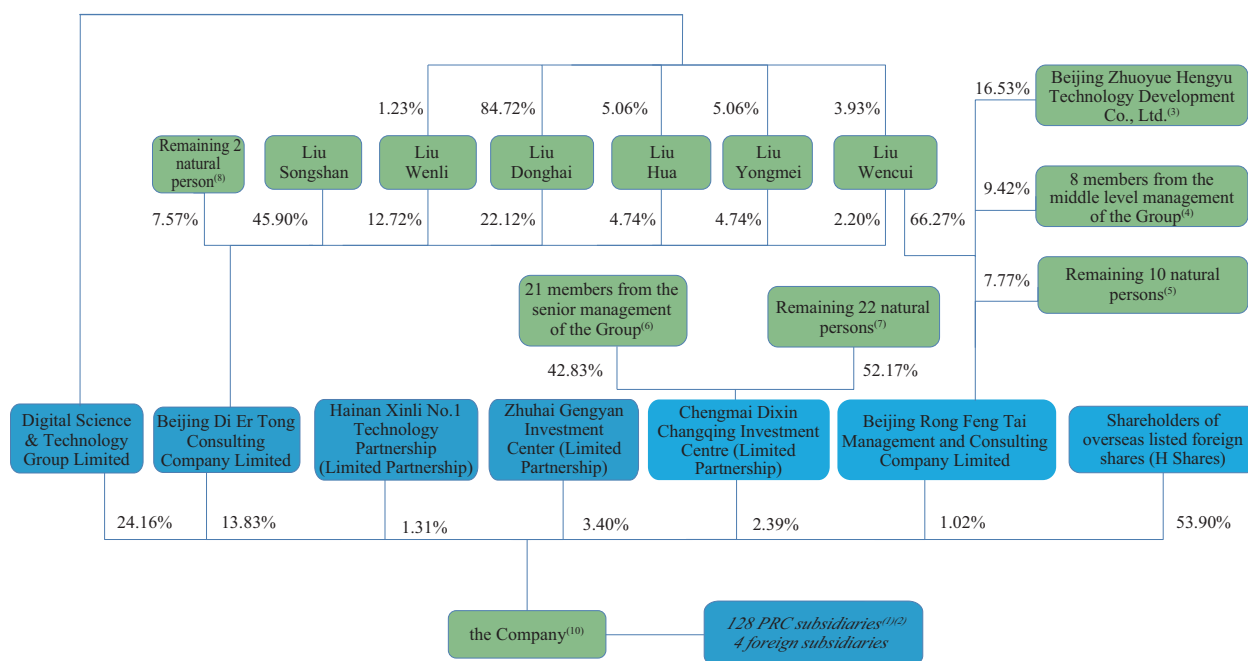 1.23%
84.72%
5.06%
5.06%
3.93%
16.53%
Beijing Zhuoyue Hengyu
Technology Development
Co., Ltd.(3)
Remaining 2
natural
person(8)
Liu
Songshan
Liu
Wenli
Liu
Donghai
Liu
Hua
Liu
Yongmei
Liu
Wencui
9.42%
8 members from the
middle level management
of the Group(4)
7.57%
45.90%
12.72%
22.12%
4.74%
4.74%
2.20%
66.27%
7.77%
Remaining 10 natural
persons(5)
21 members from the
senior management
of the Group(6)
Remaining 22 natural
persons(7)
42.83%
52.17%
Digital Science
& Technology
Group Limited
Beijing Di Er Tong
Consulting
Company Limited
Hainan Xinli No.1
Technology
Partnership
(Limited Partnership)
Zhuhai Gengyan
Investment
Center (Limited
Partnership)
Chengmai Dixin
Changqing Investment
Centre (Limited
Partnership)
Beijing Rong Feng Tai
Management and Consulting
Company Limited
Shareholders of
overseas listed foreign
shares (H Shares)
24.16%
13.83%
1.31%
3.40%
2.39%
1.02%
53.90%
the Company(10)
128 PRC subsidiaries(1)(2)
4 foreign subsidiaries